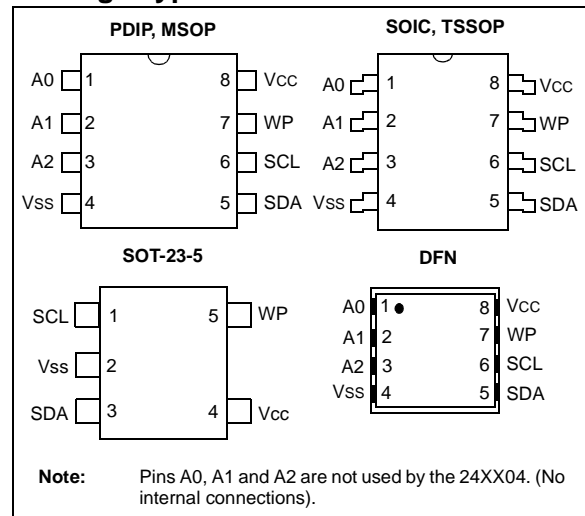 PDIP, MSOP
A0 1 8 VCC
A1 2 7 WP
A2 3 6 SCL
VSS 4 5 SDA
SOIC, TSSOP
A0 1 8 VCC
A1 2 7 WP
A2 3 6 SCL
VSS 4 5 SDA
SOT-23-5
SCL 1 5 WP
Vss 2
SDA 3 4 Vcc
DFN
A0 1 8 VCC
A1 2 7 WP
A2 3 6 SCL
VSS 4 5 SDA
Note: Pins A0, A1 and A2 are not used by the 24XX04. (No
internal connections).